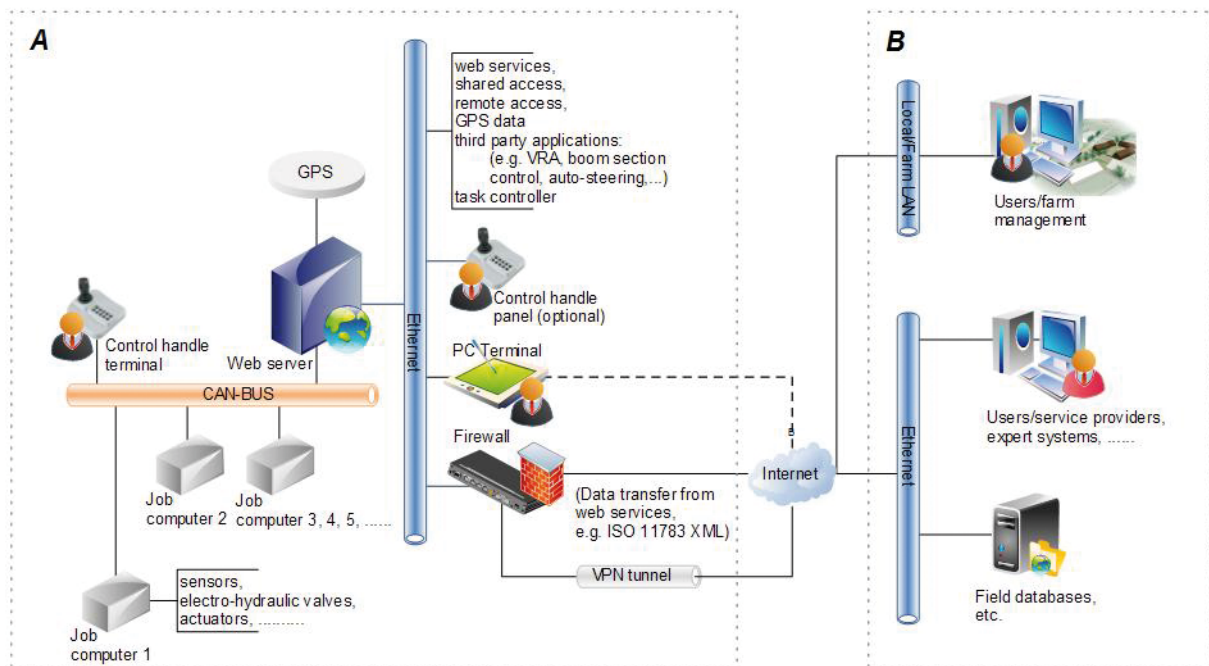 A
web services,
shared access,
remote access,
GPS data
third party applications:
(e.g. VRA, boom section
control, auto-steering,...)
task controller
GPS
Control handle
terminal
Web server
Ethernet
Control handle
panel (optional)
PC Terminal
CAN-BUS
Firewall
(Data transfer from
web services,
e.g. ISO 11783 XML)
VPN tunnel
Job
computer 2
Job
computer 3, 4, 5, ......
sensors,
electro-hydraulic valves,
actuators, ..........
Job
computer 1
Internet
B
Local/Farm LAN
Users/farm
management
Ethernet
Users/service providers,
expert systems, ......
Field databases,
etc.